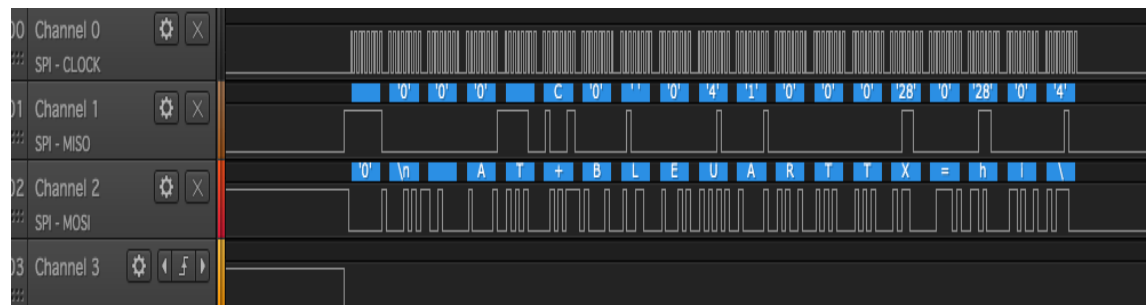 00 Channel 0
SPI - CLOCK
'0' '0' '0' C '0' ' ' '0' '4' '1' '0' '0' '0' '28' '0' '28' '0' '4'
01 Channel 1
SPI - MISO
'0' \n A T + B L E U A R T T X = h | \
02 Channel 2
SPI - MOSI
03 Channel 3